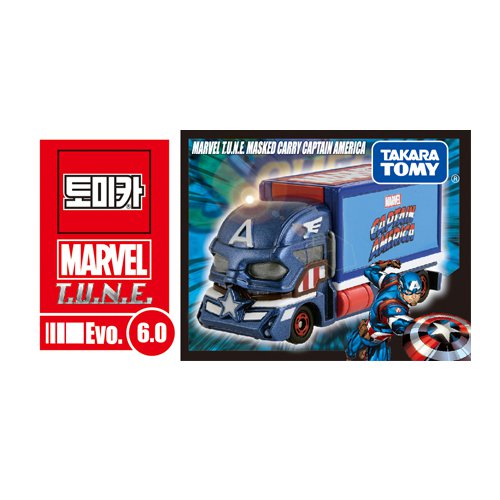 토미카
MARVEL
T.U.N.E.
Evo. 6.0
MARVEL T.U.N.E. MASKED CARRY CAPTAIN AMERICA
TAKARA
TOMY
®
A
MARVEL
CAPTAIN
AMERICA